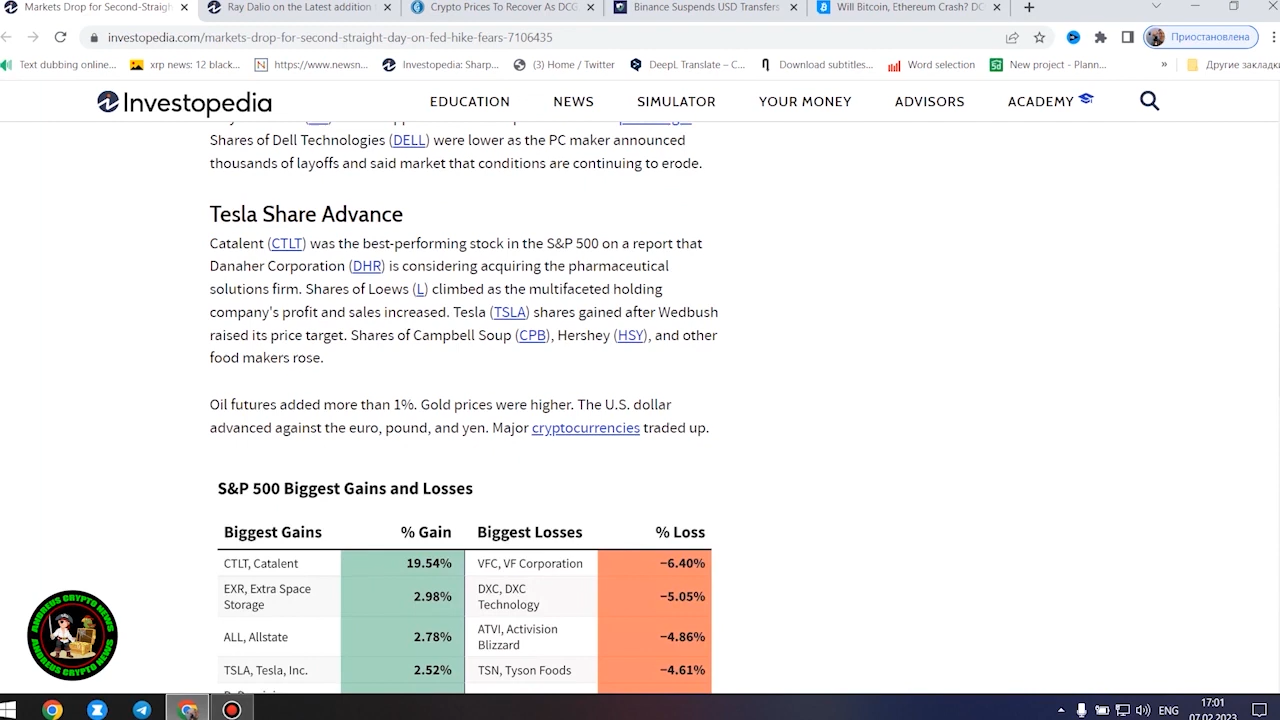 Markets Drop for Second-Straigh
Ray Dalio on the Latest addition
Crypto Prices To Recover As DCG
Binance Suspends USD Transfers
Will Bitcoin, Ethereum Crash? DC
investopedia.com/markets-drop-for-second-straight-day-on-fed-hike-fears-7106435
Приостановлена
Text dubbing online...
xrp news: 12 black...
https://www.newsn...
Investopedia: Sharp...
(3) Home / Twitter
DeepL Translate – C...
Download subtitles...
Word selection
New project - Plann...
»
Другие закладки
Investopedia
EDUCATION
NEWS
SIMULATOR
YOUR MONEY
ADVISORS
ACADEMY
Shares of Dell Technologies (DELL) were lower as the PC maker announced
thousands of layoffs and said market that conditions are continuing to erode.
Tesla Share Advance
Catalent (CTLT) was the best-performing stock in the S&P 500 on a report that
Danaher Corporation (DHR) is considering acquiring the pharmaceutical
solutions firm. Shares of Loews (L) climbed as the multifaceted holding
company's profit and sales increased. Tesla (TSLA) shares gained after Wedbush
raised its price target. Shares of Campbell Soup (CPB), Hershey (HSY), and other
food makers rose.
Oil futures added more than 1%. Gold prices were higher. The U.S. dollar
advanced against the euro, pound, and yen. Major cryptocurrencies traded up.
S&P 500 Biggest Gains and Losses
Biggest Gains % Gain Biggest Losses % Loss
CTLT, Catalent 19.54% VFC, VF Corporation −6.40%
EXR, Extra Space Storage 2.98% DXC, DXC Technology −5.05%
ALL, Allstate 2.78% ATVI, Activision Blizzard −4.86%
TSLA, Tesla, Inc. 2.52% TSN, Tyson Foods −4.61%
ANDREUS CRYPTO NEWS
ANDREUS CRYPTO NEWS
ENG
17:01
07.02.2023